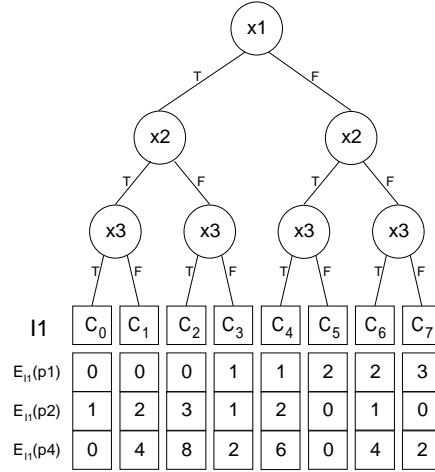 x1
T F
x2 x2
T F T F
x3 x3 x3 x3
T F T F T F T F
I1 C0 C1 C2 C3 C4 C5 C6 C7
EI1(p1) 0 0 0 1 1 2 2 3
EI1(p2) 1 2 3 1 2 0 1 0
EI1(p4) 0 4 8 2 6 0 4 2